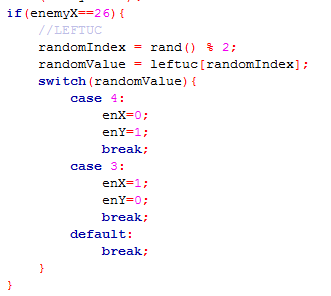 if(enemyX==26){
//LEFTUC
randomIndex = rand() % 2;
randomValue = leftuc[randomIndex];
switch(randomValue){
case 4:
enX=0;
enY=1;
break;
case 3:
enX=1;
enY=0;
break;
default:
break;
}
}